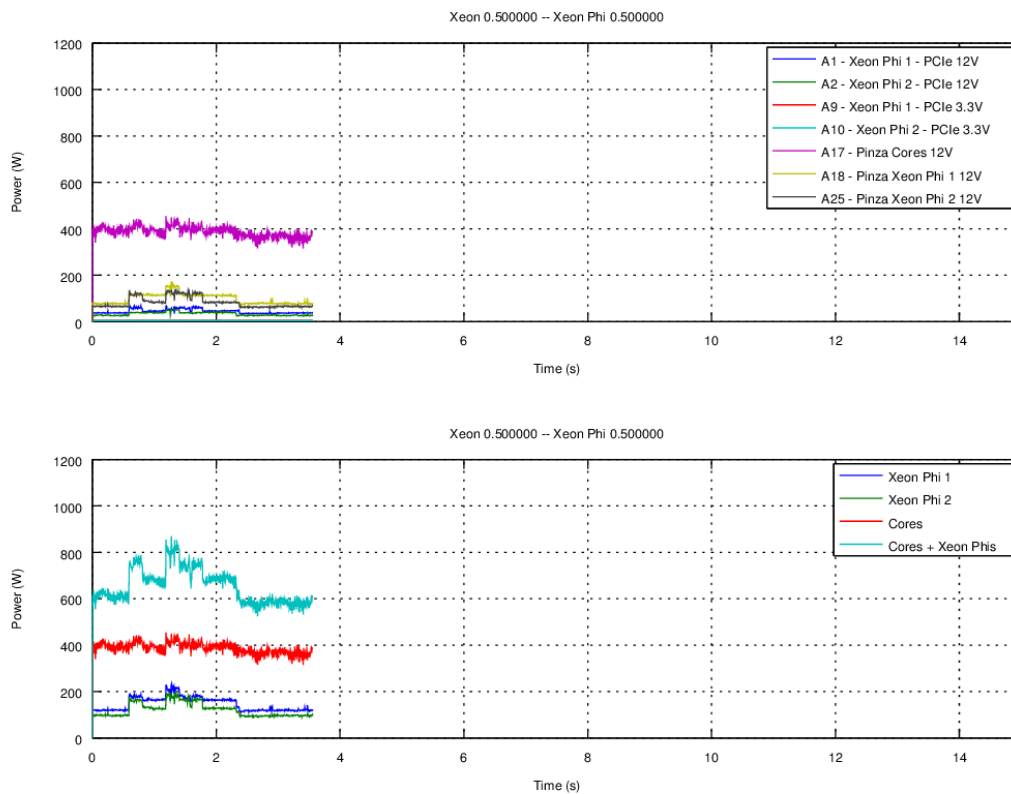 Xeon 0.500000 -- Xeon Phi 0.500000
1200
1000
800
600
400
200
0
Power (W)
A1 - Xeon Phi 1 - PCIe 12V
A2 - Xeon Phi 2 - PCIe 12V
A9 - Xeon Phi 1 - PCIe 3.3V
A10 - Xeon Phi 2 - PCIe 3.3V
A17 - Pinza Cores 12V
A18 - Pinza Xeon Phi 1 12V
A25 - Pinza Xeon Phi 2 12V
0 2 4 6 8 10 12 14
Time (s)
Xeon 0.500000 -- Xeon Phi 0.500000
1200
1000
800
600
400
200
0
Power (W)
Xeon Phi 1
Xeon Phi 2
Cores
Cores + Xeon Phis
0 2 4 6 8 10 12 14
Time (s)